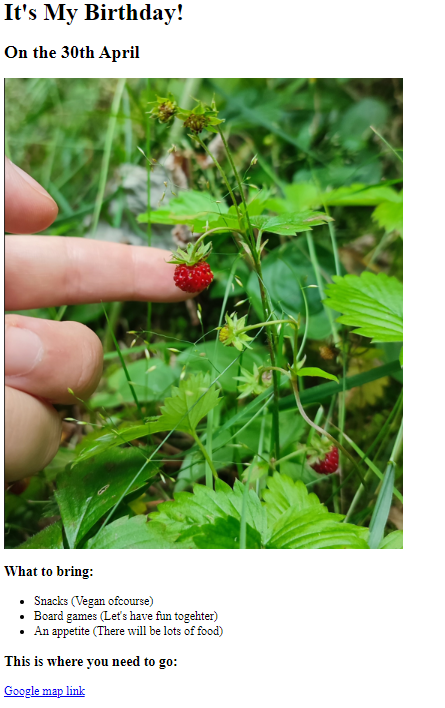 It's My Birthday!
On the 30th April
What to bring:
Snacks (Vegan ofcourse)
Board games (Let's have fun togehter)
An appetite (There will be lots of food)
This is where you need to go:
Google map link